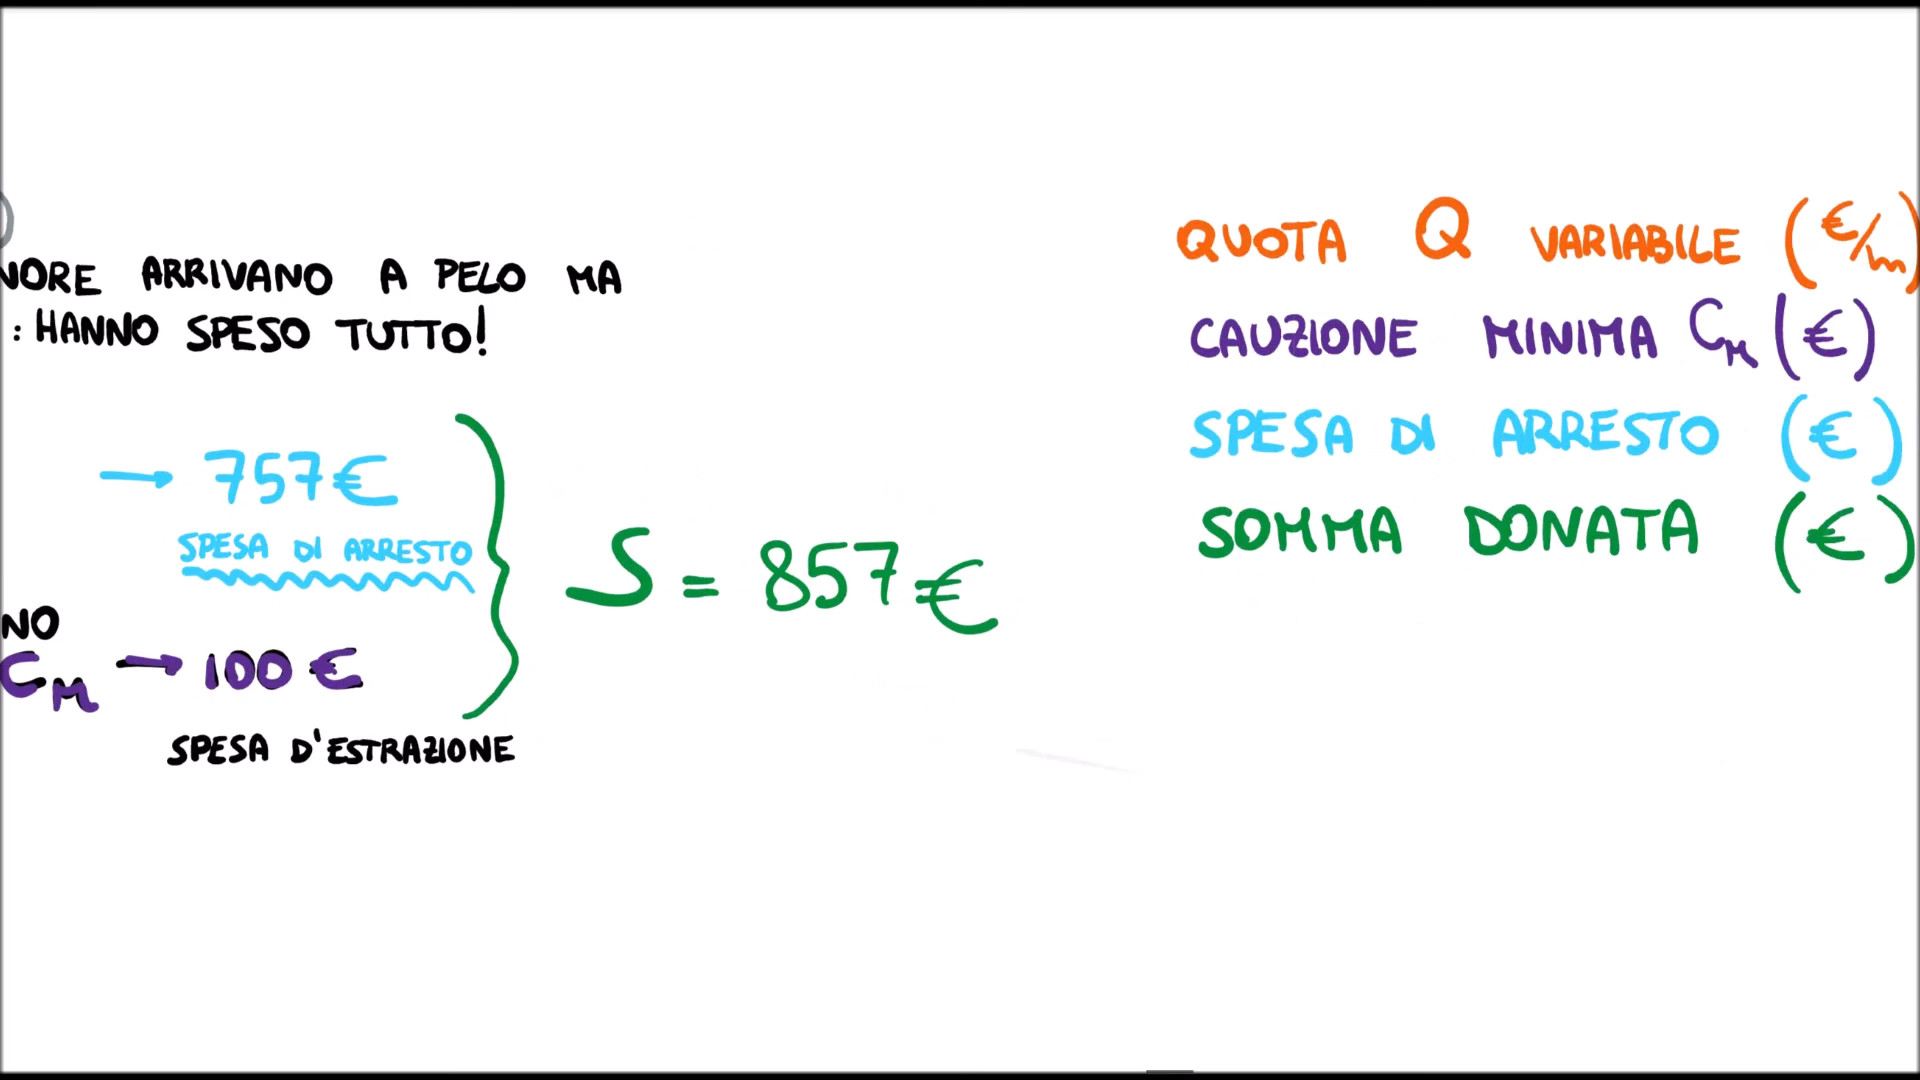 NORE ARRIVANO A PELO MA
: HANNO SPESO TUTTO!
→ 757€
SPESA DI ARRESTO
NO
CM → 100 €
SPESA D'ESTRAZIONE
S = 857€
QUOTA Q VARIABILE (€/m)
CAUZIONE MINIMA CM (€)
SPESA DI ARRESTO (€)
SOMMA DONATA (€)